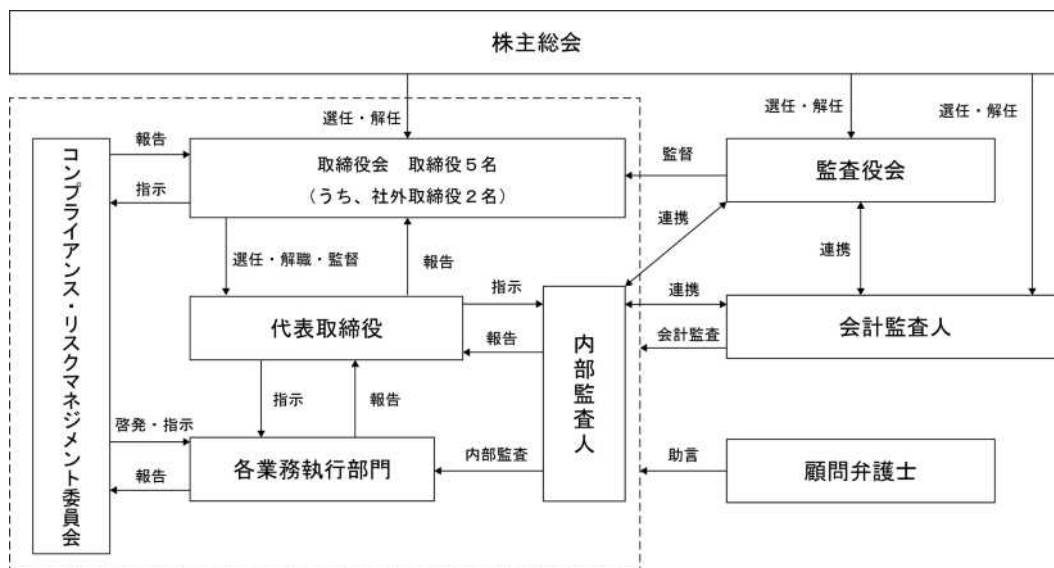 株主総会
選任・解任
選任・解任
選任・解任
報告
指示
取締役会　取締役5名
（うち、社外取締役2名）
監督
監査役会
コンプライアンス・リスクマネジメント委員会
選任・解職・監督
報告
連携
連携
指示
報告
代表取締役
内部監査人
連携
会計監査
会計監査人
指示
報告
啓発・指示
報告
各業務執行部門
内部監査
助言
顧問弁護士